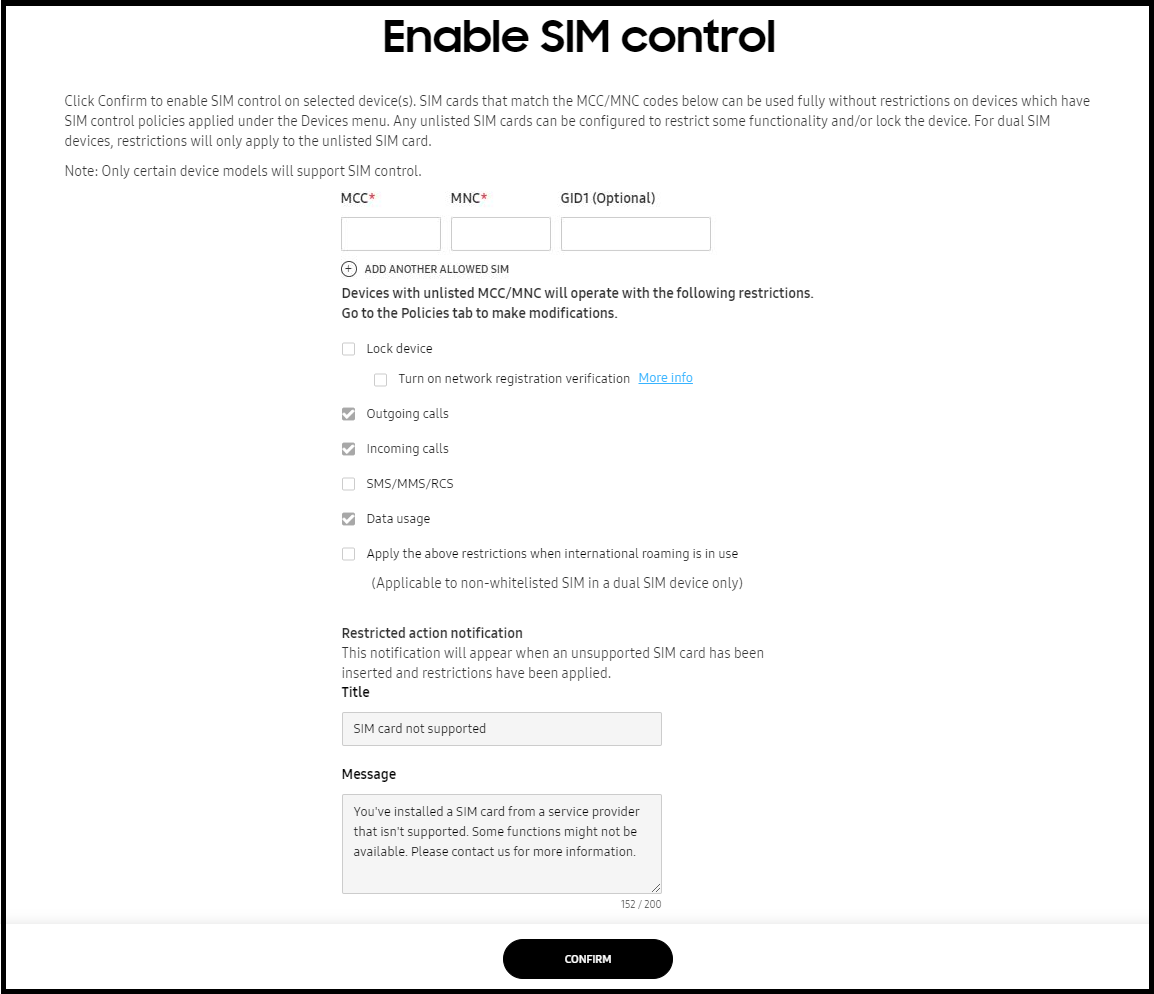 Enable SIM control
Click Confirm to enable SIM control on selected device(s). SIM cards that match the MCC/MNC codes below can be used fully without restrictions on devices which have
SIM control policies applied under the Devices menu. Any unlisted SIM cards can be configured to restrict some functionality and/or lock the device. For dual SIM
devices, restrictions will only apply to the unlisted SIM card.
Note: Only certain device models will support SIM control.
MCC* MNC* GID1 (Optional)
ADD ANOTHER ALLOWED SIM
Devices with unlisted MCC/MNC will operate with the following restrictions.
Go to the Policies tab to make modifications.
Lock device
Turn on network registration verification More info
Outgoing calls
Incoming calls
SMS/MMS/RCS
Data usage
Apply the above restrictions when international roaming is in use
(Applicable to non-whitelisted SIM in a dual SIM device only)
Restricted action notification
This notification will appear when an unsupported SIM card has been
inserted and restrictions have been applied.
Title
SIM card not supported
Message
You've installed a SIM card from a service provider
that isn't supported. Some functions might not be
available. Please contact us for more information.
152 / 200
CONFIRM